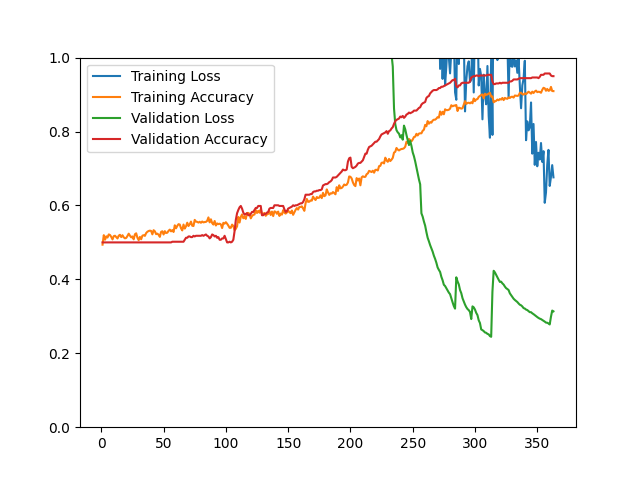 1.0
0.8
0.6
0.4
0.2
0.0
Training Loss
Training Accuracy
Validation Loss
Validation Accuracy
0 50 100 150 200 250 300 350